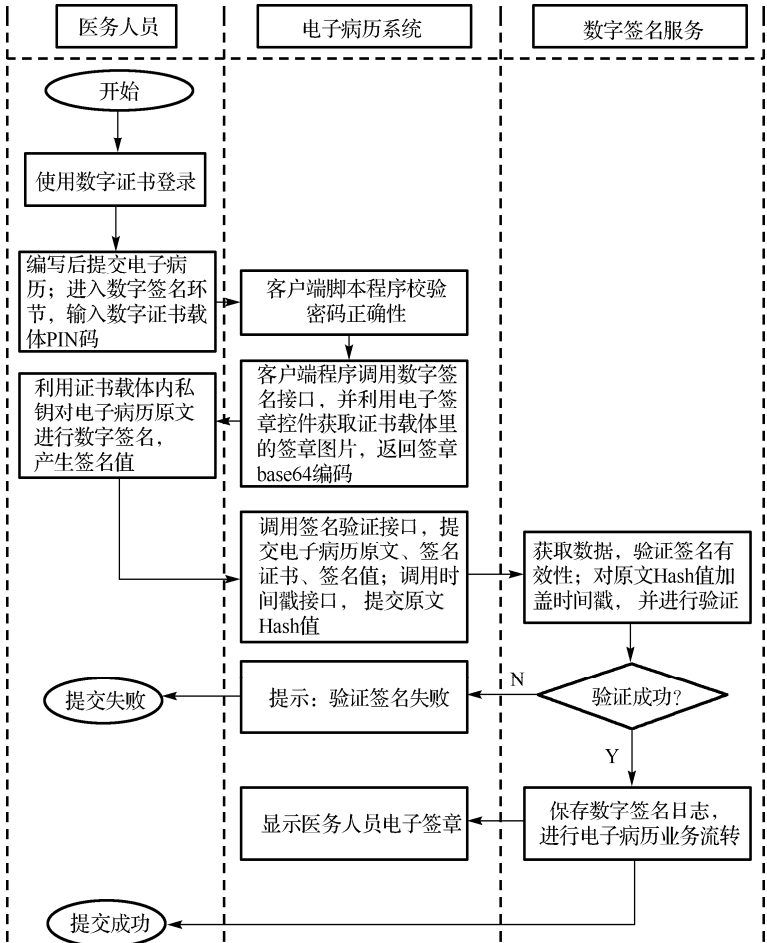 医务人员
电子病历系统
数字签名服务
开始
使用数字证书登录
编写后提交电子病
历；进入数字签名环
节，输入数字证书载
体PIN码
客户端脚本程序校验
密码正确性
客户端程序调用数字签
名接口，并利用电子签
章控件获取证书载体里
的签章图片，返回签章
base64编码
利用证书载体内私
钥对电子病历原文
进行数字签名，
产生签名值
调用签名验证接口，提
交电子病历原文、签名
证书、签名值；调用时
间戳接口，提交原文
Hash值
获取数据，验证签名有
效性；对原文Hash值加
盖时间戳，并进行验证
验证成功？
N
提示：验证签名失败
提交失败
Y
保存数字签名日志，
进行电子病历业务流转
显示医务人员电子签章
提交成功